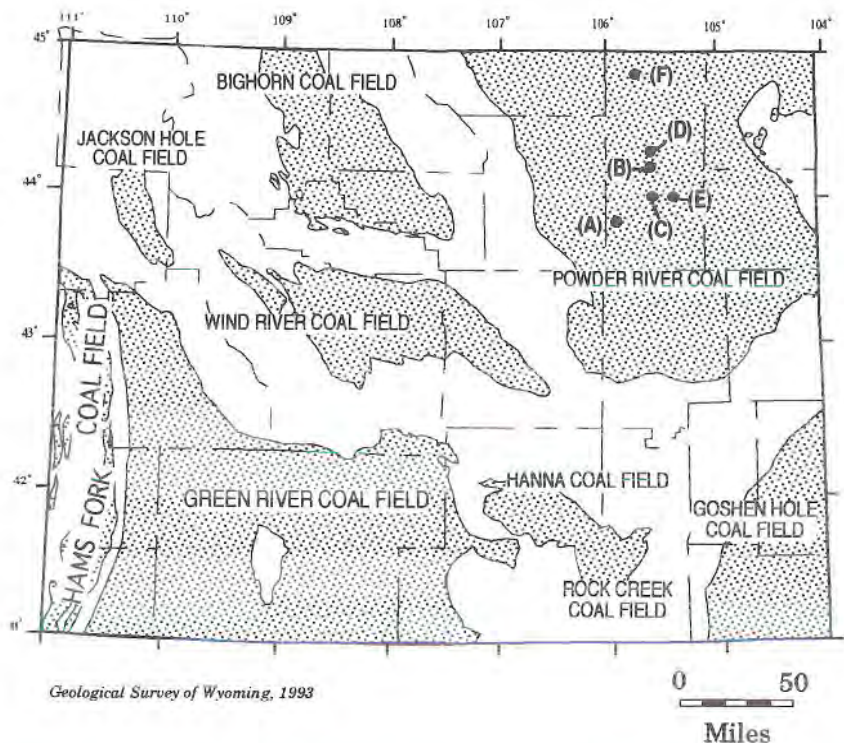 111° 110° 109° 108° 107° 106° 105° 104°
45°
BIGHORN COAL FIELD
(F)
JACKSON HOLE
COAL FIELD
(D)
(B)
44°
(A)
(E)
(C)
POWDER RIVER COAL FIELD
WIND RIVER COAL FIELD
43°
HAMS FORK COAL FIELD
42°
HANNA COAL FIELD
GREEN RIVER COAL FIELD
GOSHEN HOLE
COAL FIELD
ROCK CREEK
COAL FIELD
Geological Survey of Wyoming, 1993
0 50
Miles